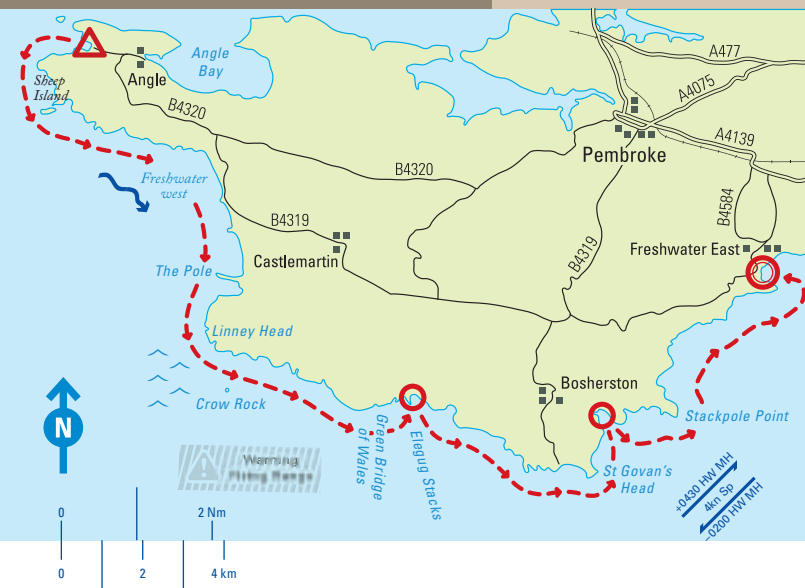 A477
Angle
Bay
A4075
Angle
Sheep
Island
B4320
A4139
Pembroke
B4320
Freshwater
west
B4584
B4319
Freshwater East
B4319
Castlemartin
The Pole
Linney Head
Bosherston
Crow Rock
Stackpole Point
Green Bridge
of Wales
Elegug Stacks
N
Warning
Firing Range
St Govan's
Head
+0430 HW MH
4kn Sp
–0200 HW MH
0
2 Nm
0
2
4 km